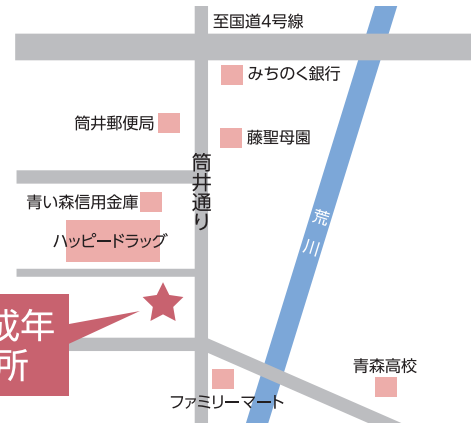 至国道4号線
みちのく銀行
筒井郵便局
藤聖母園
筒井通り
青い森信用金庫
ハッピードラッグ
荒川
成年
所
青森高校
ファミリーマート